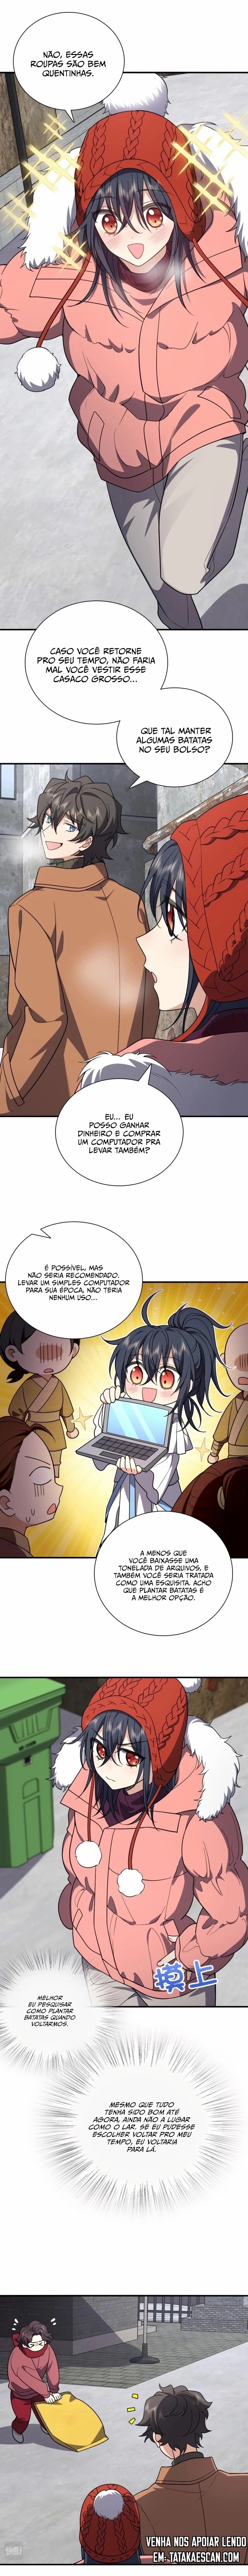 NÃO, ESSAS
ROUPAS SÃO BEM
QUENTINHAS.
CASO VOCÊ RETORNE
PRO SEU TEMPO, NÃO FARIA
MAL VOCÊ VESTIR ESSE
CASACO GROSSO...
QUE TAL MANTER
ALGUMAS BATATAS
NO SEU BOLSO?
EU... EU
POSSO GANHAR
DINHEIRO E COMPRAR
UM COMPUTADOR PRA
LEVAR TAMBÉM?
É POSSÍVEL, MAS
NÃO SERIA RECOMENDADO.
LEVAR UM SIMPLES COMPUTADOR
PARA SUA ÉPOCA, NÃO TERIA
NENHUM USO...
A MENOS QUE
VOCÊ BAIXASSE UMA
TONELADA DE ARQUIVOS, E
TAMBÉM VOCÊ SERIA TRATADA
COMO UMA ESQUISITA. ACHO
QUE PLANTAR BATATAS É
A MELHOR OPÇÃO.
摸上
MELHOR
EU PESQUISAR
COMO PLANTAR
BATATAS QUANDO
VOLTARMOS.
MESMO QUE TUDO
TENHA SIDO BOM ATÉ
AGORA, AINDA NÃO A LUGAR
COMO O LAR. SE EU PUDESSE
ESCOLHER VOLTAR PRO MEU
TEMPO, EU VOLTARIA
PARA LÁ.
VENHA NOS APOIAR LENDO
EM: TATAKAESCAN.COM